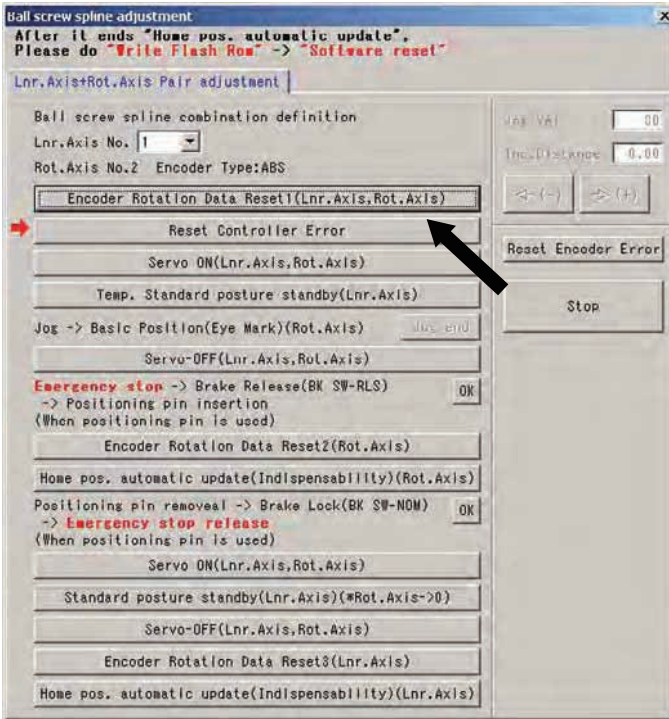 Ball screw spline adjustment
After it ends "Home pos. automatic update",
Please do "Write Flash Rom" -> "Software reset"
Lnr.Axis+Rot.Axis Pair adjustment
Ball screw spline combination definition
Lnr.Axis No. 1
Rot.Axis No.2 Encoder Type:ABS
Encoder Rotation Data Reset1(Lnr.Axis,Rot.Axis)
Reset Controller Error
Servo ON(Lnr.Axis,Rot.Axis)
Temp. Standard posture standby(Lnr.Axis)
Jog -> Basic Position(Eye Mark)(Rot.Axis) Jog end
Servo-OFF(Lnr.Axis,Rot.Axis)
Emergency stop -> Brake Release(BK SW-RLS) OK
-> Positioning pin insertion
(When positioning pin is used)
Encoder Rotation Data Reset2(Rot.Axis)
Home pos. automatic update(Indispensability)(Rot.Axis)
Positioning pin removeal -> Brake Lock(BK SW-NOM) OK
-> Emergency stop release
(When positioning pin is used)
Servo ON(Lnr.Axis,Rot.Axis)
Standard posture standby(Lnr.Axis)(*Rot.Axis->0)
Servo-OFF(Lnr.Axis,Rot.Axis)
Encoder Rotation Data Reset3(Lnr.Axis)
Home pos. automatic update(Indispensability)(Lnr.Axis)
Jog Vel
Inc.Distance 0.00
<-(-) ->(+)
Reset Encoder Error
Stop